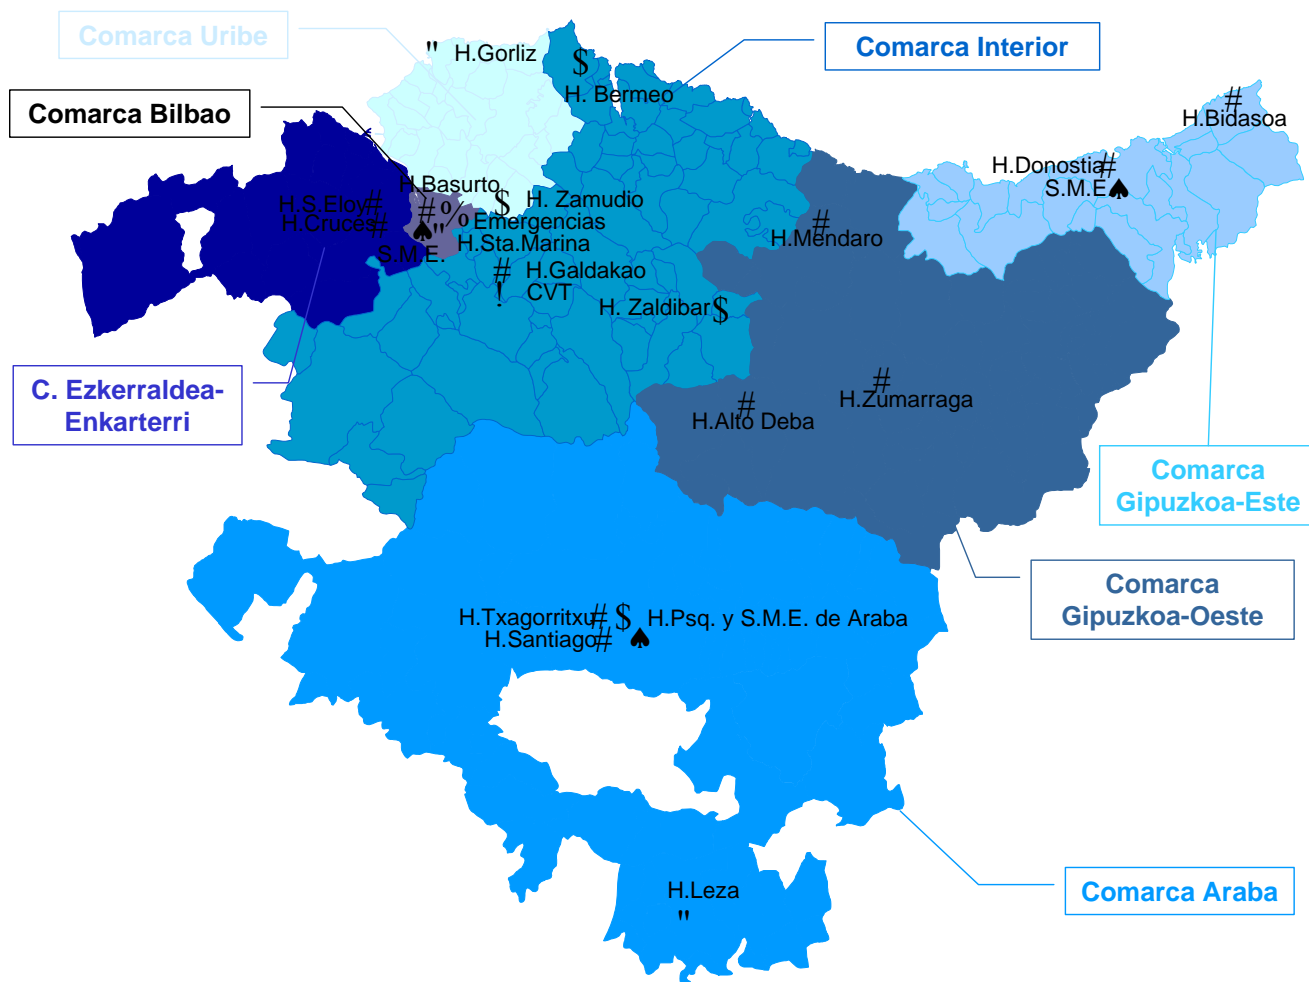 Comarca Uribe
" H.Gorliz
$
H. Bermeo
Comarca Interior
Comarca Bilbao
#
H.Bidasoa
H.Donostia #
S.M.E ♠
H.Basurto
H.S.Eloy #
H.Cruces #
# %
♠ "
S.M.E.
$ H. Zamudio
Emergencias
H.Sta.Marina
# H.Galdakao
! CVT
H. Zaldibar $
#
H.Mendaro
C. Ezkerraldea-
Enkarterri
#
H.Zumarraga
#
H.Alto Deba
Comarca
Gipuzkoa-Este
Comarca
Gipuzkoa-Oeste
H.Txagorritxu # $ H.Psq. y S.M.E. de Araba
H.Santiago # ♠
Comarca Araba
H.Leza
"